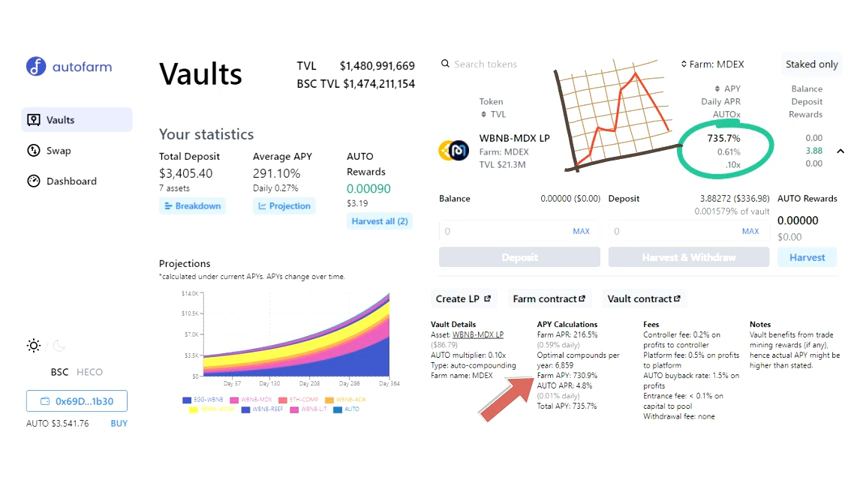 autofarm
Vaults
Swap
Dashboard
BSC HECO
0x69D...1b30
AUTO $3,541.76 BUY
Vaults
TVL $1,480,991,669
BSC TVL $1,474,211,154
Your statistics
Total Deposit
$3,405.40
7 assets
Breakdown
Average APY
291.10%
Daily 0.27%
Projection
AUTO
Rewards
0.00090
$3.19
Harvest all (2)
Projections
*calculated under current APYs. APYs change over time.
$14.0K
$10.5K
$7.0K
$3.5K
$0
Day 130 Day 208 Day 286 Day 364
WBNB-MDX
WBNB-REEF WBNB-LIT AUTO
Search tokens
Farm: MDEX
Staked only
Token
TVL
APY
Daily APR
AUTOx
Balance
Deposit
Rewards
WBNB-MDX LP
Farm: MDEX
TVL $21.3M
735.7%
0.61%
.10x
0.00
3.88
0.00
Balance 0.00000 ($0.00)
0 MAX
Deposit
Deposit 3.88272 ($336.98)
0.001579% of vault
0 MAX
Harvest & Withdraw
AUTO Rewards
0.00000
$0.00
Harvest
Create LP
Farm contract
Vault contract
Vault Details
Asset: WBNB-MDX LP
($86.79)
AUTO multiplier: 0.10x
Type: auto-compounding
Farm name: MDEX
APY Calculations
Farm APR: 216.5%
(0.59% daily)
Optimal compounds per
year: 6,859
Farm APY: 730.9%
AUTO APR: 4.8%
(0.01% daily)
Total APY: 735.7%
Fees
Controller fee: 0.2% on
profits to controller
Platform fee: 0.5% on profits
to platform
AUTO buyback rate: 1.5% on
profits
Entrance fee: < 0.1% on
capital to pool
Withdrawal fee: none
Notes
Vault benefits from trade
mining rewards (if any),
hence actual APY might be
higher than stated.